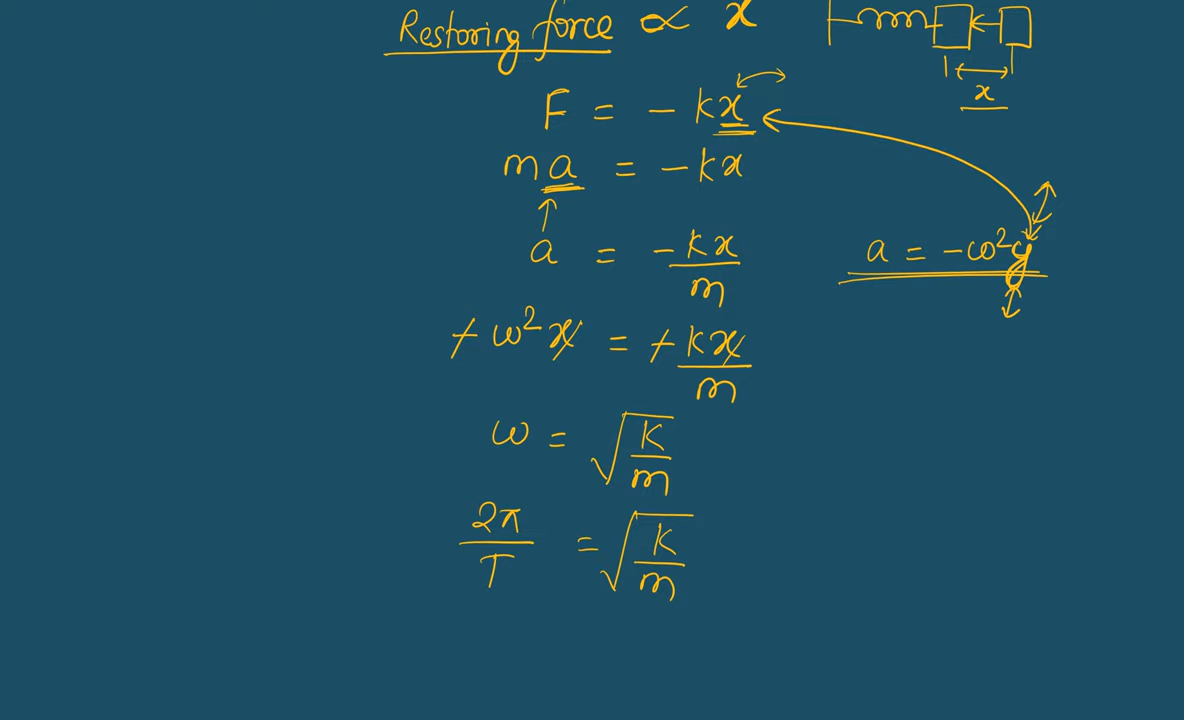 Restoring force ∝ x
x
F = - kx
ma = - kx
a = - kx/m
a = -ω²y
+ ω²x = + kx/m
ω = √(k/m)
2π/T = √(k/m)